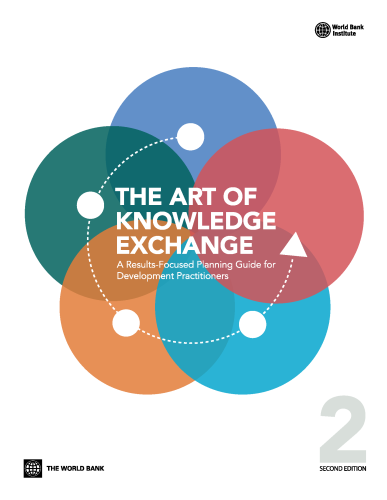 World Bank
Institute
THE ART OF
KNOWLEDGE
EXCHANGE
A Results-Focused Planning Guide for
Development Practitioners
2
SECOND EDITION
THE WORLD BANK